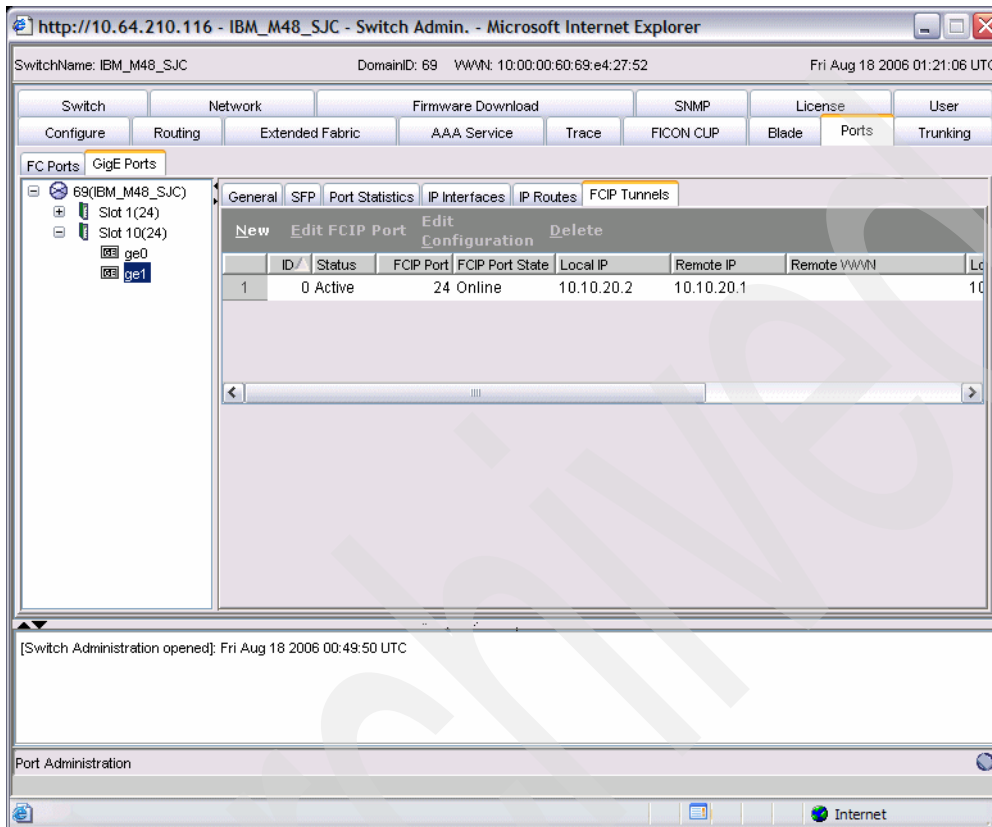 http://10.64.210.116 - IBM_M48_SJC - Switch Admin. - Microsoft Internet Explorer
SwitchName: IBM_M48_SJC DomainID: 69 WWN: 10:00:00:60:69:e4:27:52 Fri Aug 18 2006 01:21:06 UTC
Switch Network Firmware Download SNMP License User
Configure Routing Extended Fabric AAA Service Trace FICON CUP Blade Ports Trunking
FC Ports GigE Ports
69(IBM_M48_SJC)
Slot 1(24)
Slot 10(24)
ge0
ge1
General SFP Port Statistics IP Interfaces IP Routes FCIP Tunnels
New Edit FCIP Port Edit Configuration Delete
ID Status FCIP Port FCIP Port State Local IP Remote IP Remote WWN Lo
1 0 Active 24 Online 10.10.20.2 10.10.20.1 10
[Switch Administration opened]: Fri Aug 18 2006 00:49:50 UTC
Port Administration
Internet